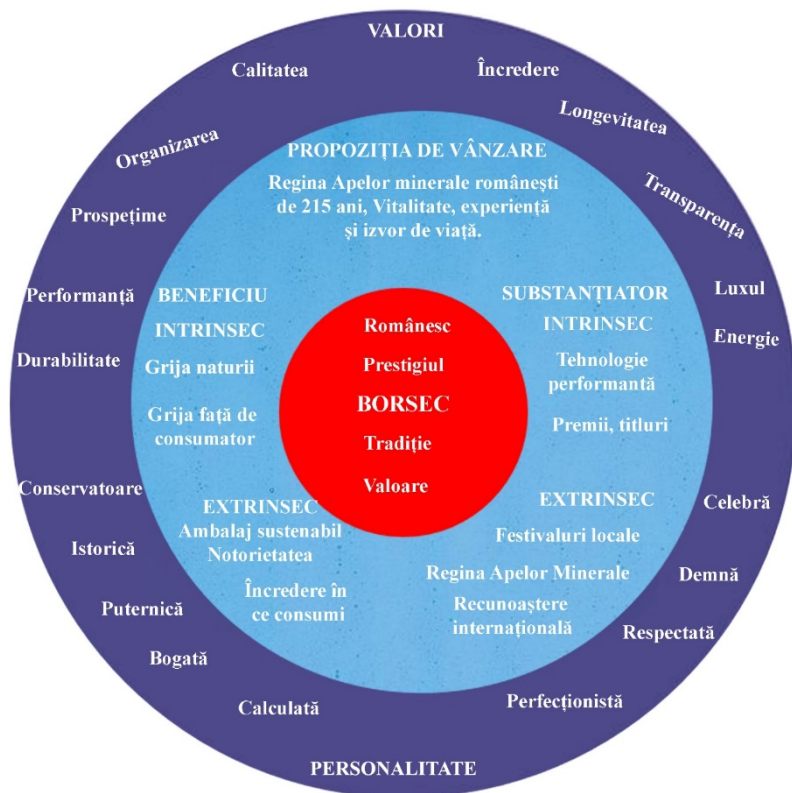 VALORI
Calitatea
Încredere
Longevitatea
Organizarea
Transparența
Prospețime
Luxul
Performanță
Energie
Durabilitate
PROPOZIȚIA DE VÂNZARE
Regina Apelor minerale românești
de 215 ani, Vitalitate, experiență
și izvor de viață.
BENEFICIU
INTRINSEC
Grija naturii
Grija față de
consumator
EXTRINSEC
Ambalaj sustenabil
Notorietatea
Încredere în
ce consumi
Românesc
Prestigiul
BORSEC
Tradiție
Valoare
SUBSTANȚIATOR
INTRINSEC
Tehnologie
performantă
Premii, titluri
EXTRINSEC
Festivaluri locale
Regina Apelor Minerale
Recunoaștere
internațională
Conservatoare
Celebră
Istorică
Demnă
Puternică
Respectată
Bogată
Calculată
Perfecționistă
PERSONALITATE